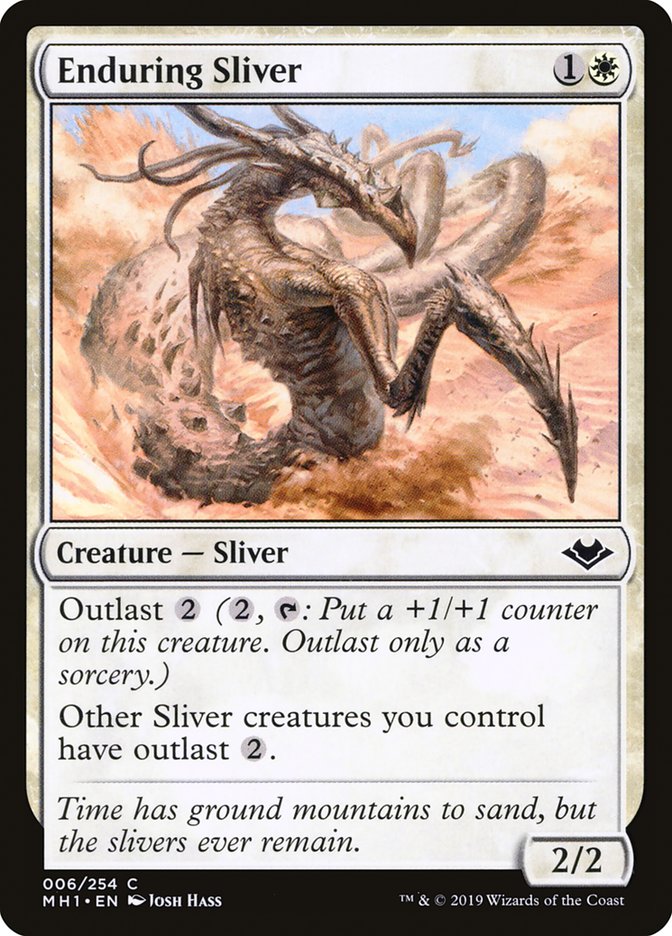 Enduring Sliver 1
Creature — Sliver
Outlast 2 (2, : Put a +1/+1 counter
on this creature. Outlast only as a
sorcery.)
Other Sliver creatures you control
have outlast 2.
Time has ground mountains to sand, but
the slivers ever remain.
2/2
006/254 C
MH1 • EN Josh Hass
™ & © 2019 Wizards of the Coast